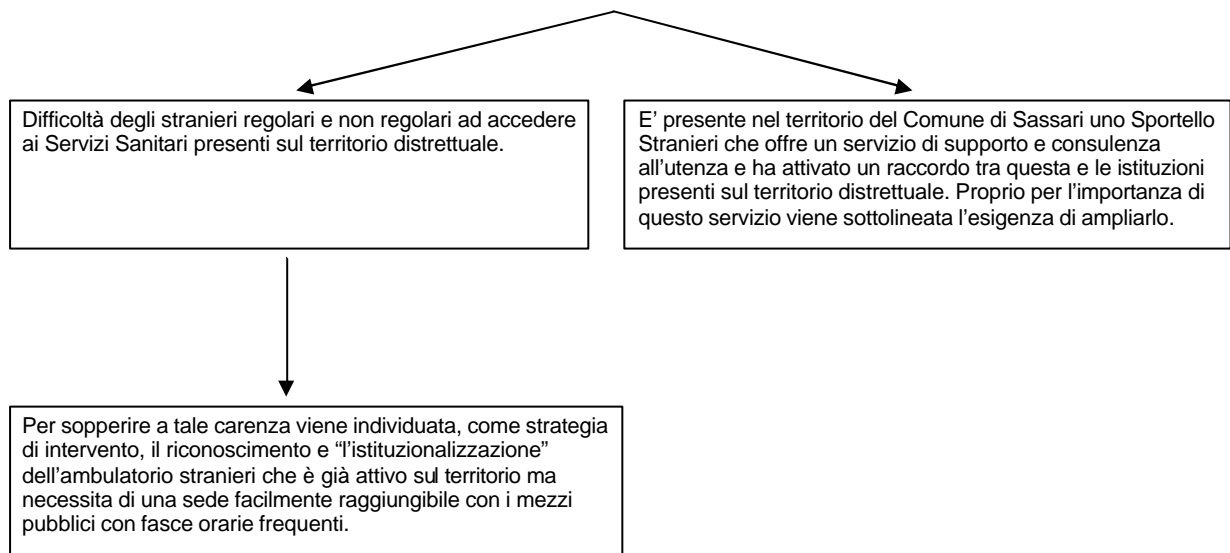 Difficoltà degli stranieri regolari e non regolari ad accedere
ai Servizi Sanitari presenti sul territorio distrettuale.
E’ presente nel territorio del Comune di Sassari uno Sportello
Stranieri che offre un servizio di supporto e consulenza
all’utenza e ha attivato un raccordo tra questa e le istituzioni
presenti sul territorio distrettuale. Proprio per l’importanza di
questo servizio viene sottolineata l’esigenza di ampliarlo.
Per sopperire a tale carenza viene individuata, come strategia
di intervento, il riconoscimento e “l’istituzionalizzazione”
dell’ambulatorio stranieri che è già attivo sul territorio ma
necessita di una sede facilmente raggiungibile con i mezzi
pubblici con fasce orarie frequenti.